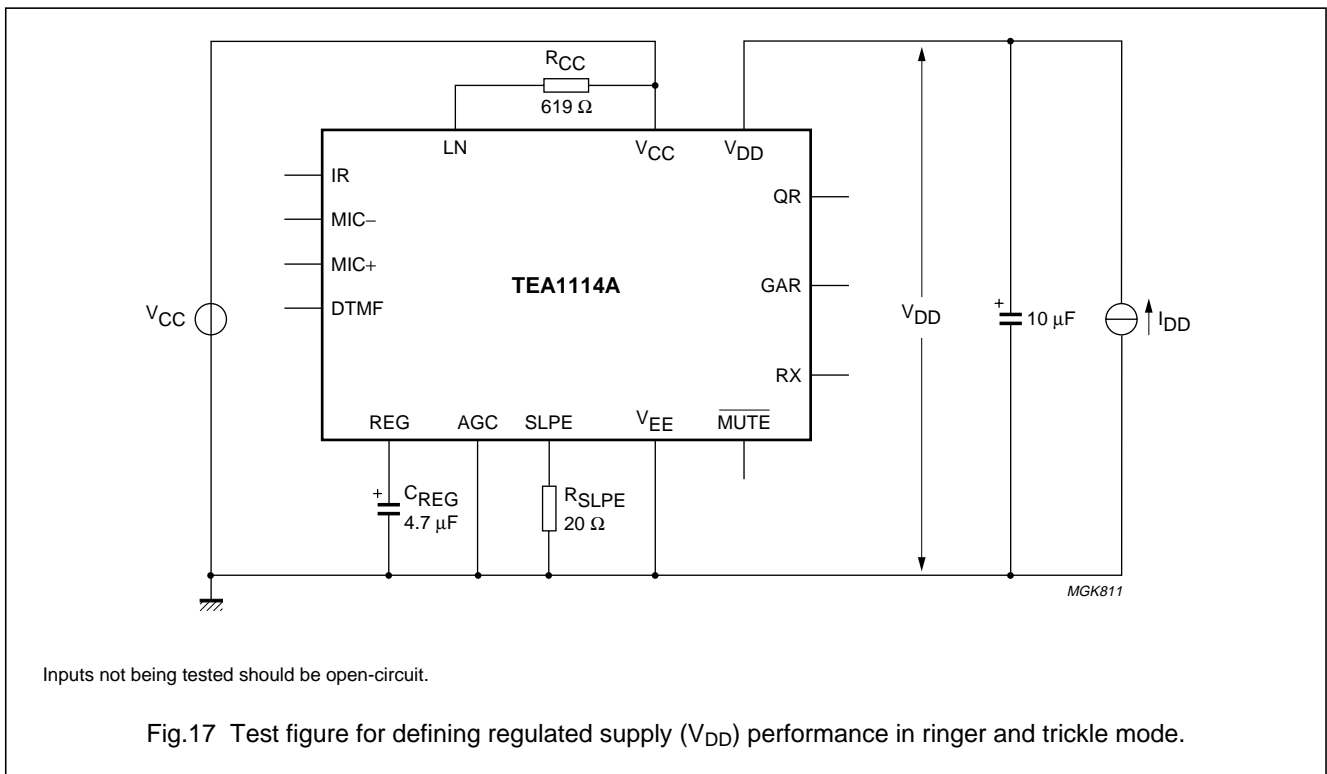 RCC
619 Ω
LN
VCC
VDD
IR
MIC−
MIC+
DTMF
TEA1114A
QR
GAR
RX
VCC
VDD
+
10 μF
IDD
REG
AGC
SLPE
VEE
MUTE
+
CREG
4.7 μF
RSLPE
20 Ω
MGK811
Inputs not being tested should be open-circuit.
Fig.17 Test figure for defining regulated supply (VDD) performance in ringer and trickle mode.